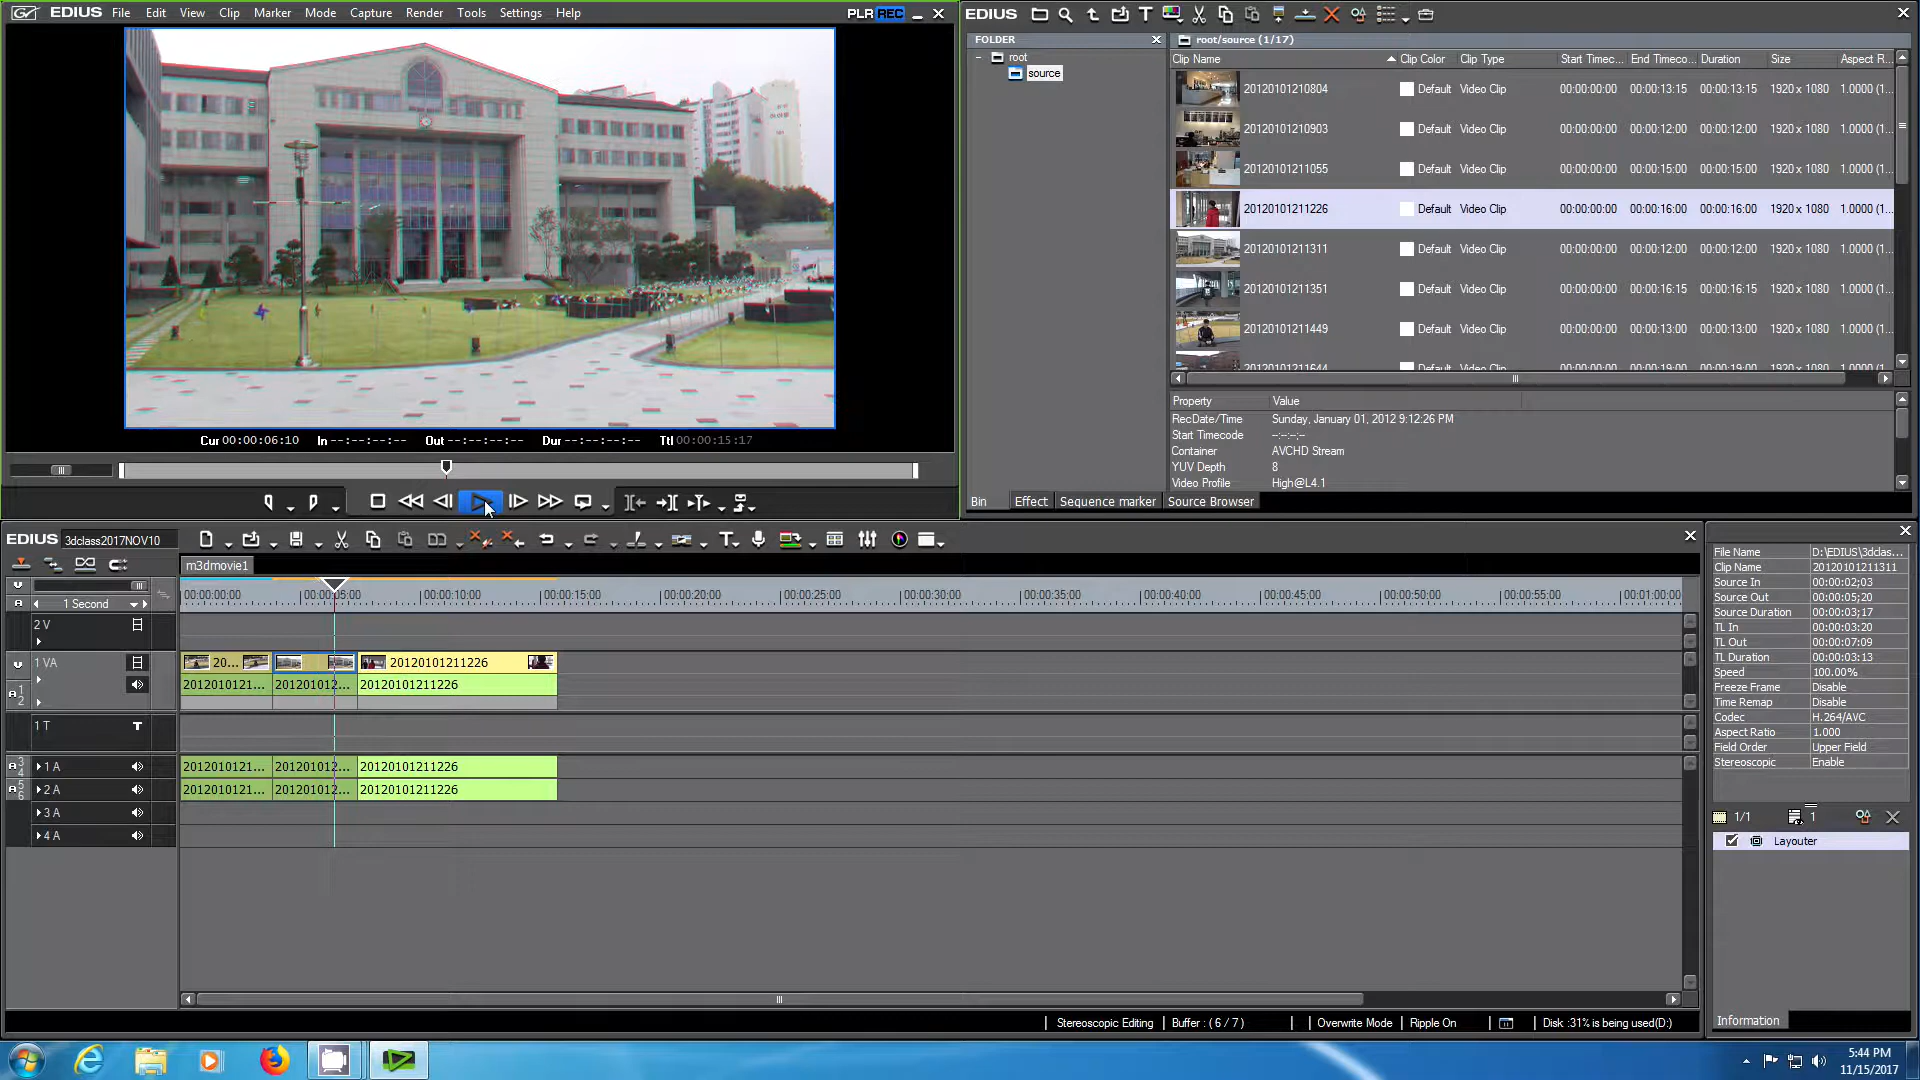 EDIUS File Edit View Clip Marker Mode Capture Render Tools Settings Help PLR REC
Cur 00:00:06:10 In --:--:--:-- Out --:--:--:-- Dur --:--:--:-- Ttl 00:00:15:17
EDIUS
FOLDER
root
source
root/source (1/17)
Clip Name Clip Color Clip Type Start Timec... End Timeco... Duration Size Aspect R...
20120101210804 Default Video Clip 00:00:00:00 00:00:13:15 00:00:13:15 1920 x 1080 1.0000 (1...
20120101210903 Default Video Clip 00:00:00:00 00:00:12:00 00:00:12:00 1920 x 1080 1.0000 (1...
20120101211055 Default Video Clip 00:00:00:00 00:00:15:00 00:00:15:00 1920 x 1080 1.0000 (1...
20120101211226 Default Video Clip 00:00:00:00 00:00:16:00 00:00:16:00 1920 x 1080 1.0000 (1...
20120101211311 Default Video Clip 00:00:00:00 00:00:12:00 00:00:12:00 1920 x 1080 1.0000 (1...
20120101211351 Default Video Clip 00:00:00:00 00:00:16:15 00:00:16:15 1920 x 1080 1.0000 (1...
20120101211449 Default Video Clip 00:00:00:00 00:00:13:00 00:00:13:00 1920 x 1080 1.0000 (1...
20120101211644 Default Video Clip 00:00:00:00 00:00:19:00 00:00:19:00 1920 x 1080 1.0000 (1...
Property Value
RecDate/Time Sunday, January 01, 2012 9:12:26 PM
Start Timecode --:--:--:--
Container AVCHD Stream
YUV Depth 8
Video Profile High@L4.1
Bin Effect Sequence marker Source Browser
EDIUS 3dclass2017NOV10
m3dmovie1
1 Second
00:00:00:00 00:00:05:00 00:00:10:00 00:00:15:00 00:00:20:00 00:00:25:00 00:00:30:00 00:00:35:00 00:00:40:00 00:00:45:00 00:00:50:00 00:00:55:00 00:01:00:00
2 V
1 VA 20... 20120101211226
1 2 2012010121... 201201012... 20120101211226
1 T T
3 4 1 A 2012010121... 201201012... 20120101211226
5 6 2 A 2012010121... 201201012... 20120101211226
3 A
4 A
File Name D:\EDIUS\3dclas...
Clip Name 20120101211311
Source In 00:00:02;03
Source Out 00:00:05;20
Source Duration 00:00:03;17
TL In 00:00:03:20
TL Out 00:00:07:09
TL Duration 00:00:03:13
Speed 100.00%
Freeze Frame Disable
Time Remap Disable
Codec H.264/AVC
Aspect Ratio 1.000
Field Order Upper Field
Stereoscopic Enable
1/1 1
Layouter
Information
Stereoscopic Editing Buffer : ( 6 / 7 ) Overwrite Mode Ripple On Disk :31% is being used(D:)
5:44 PM
11/15/2017